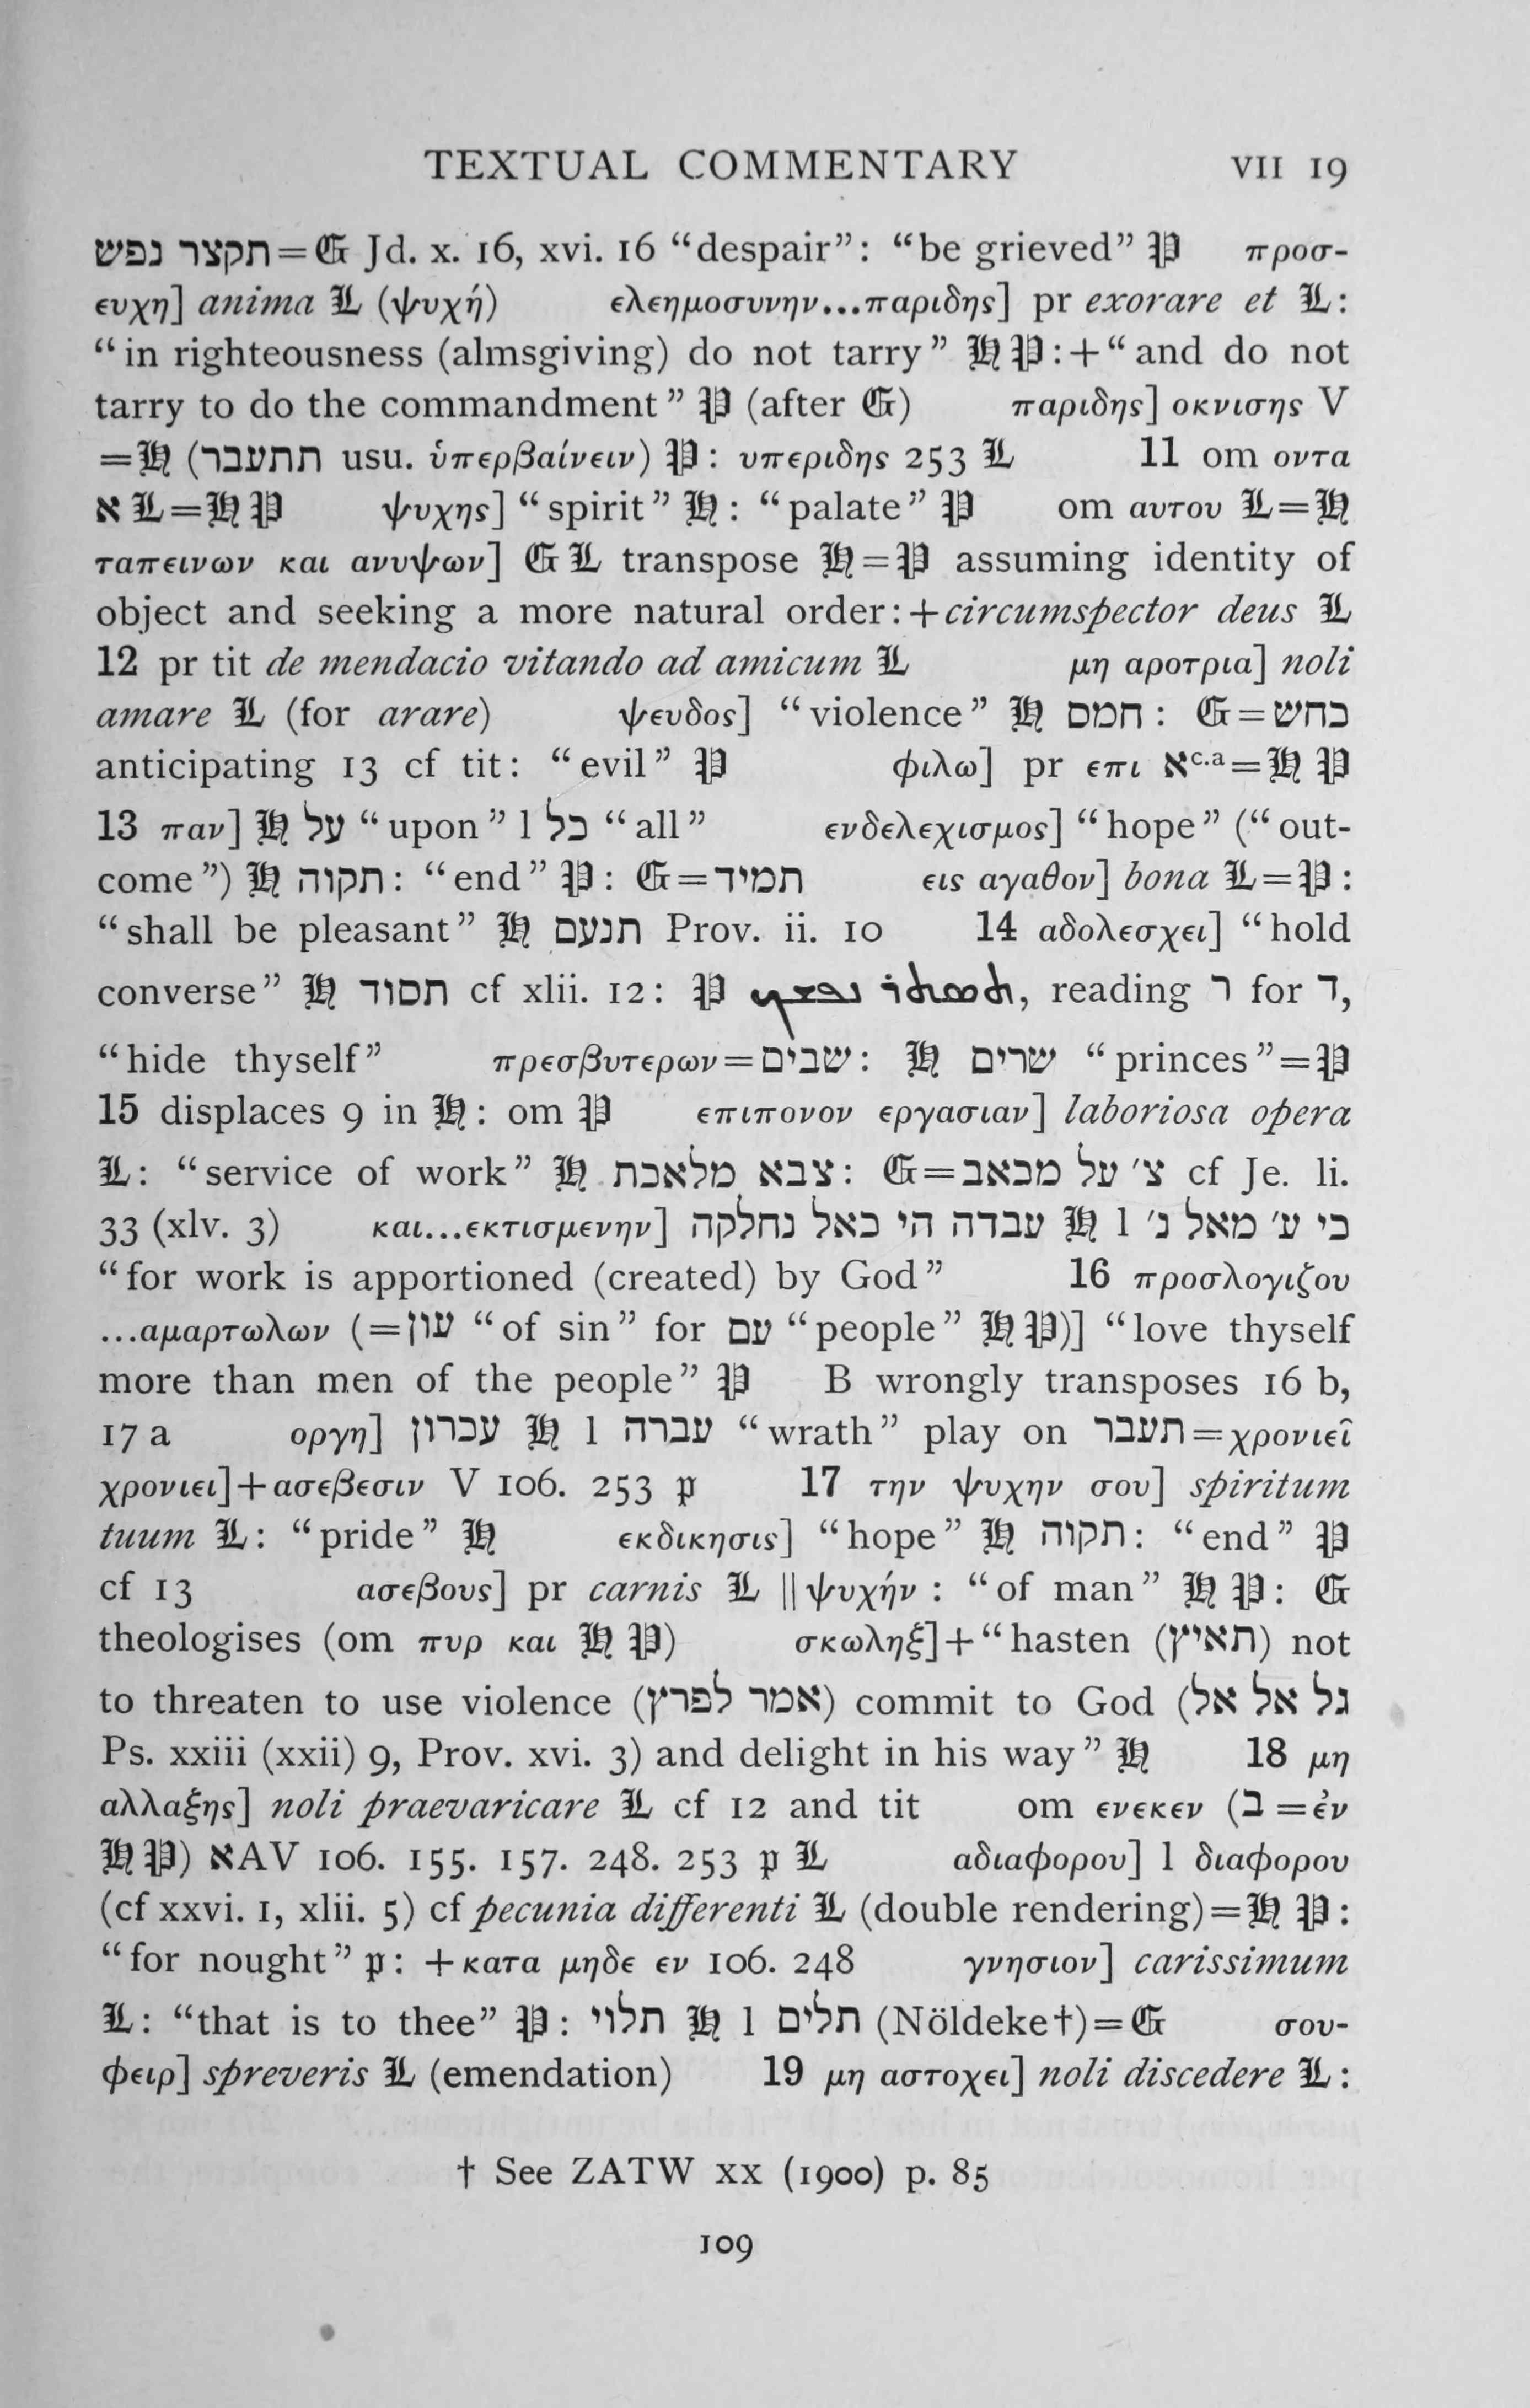 TEXTUAL COMMENTARY VII 19
תקצר נפש=𝔊 Jd. x. 16, xvi. 16 “despair”: “be grieved” 𝔓 προσ-
ευχη] anima 𝕷 (ψυχή) ελεημοσυνην...παριδης] pr exorare et 𝕷:
“in righteousness (almsgiving) do not tarry” 𝕳 𝔓:+“and do not
tarry to do the commandment” 𝔓 (after 𝔊) παριδης] οκνισης V
=𝕳 (תתעבר usu. ὑπερβαίνειν) 𝔓: υπεριδης 253 𝕷 11 om οντα
א 𝕷=𝕳 𝔓 ψυχης] “spirit” 𝕳: “palate” 𝔓 om αυτου 𝕷=𝕳
ταπεινων και ανυψων] 𝔊 𝕷 transpose 𝕳=𝔓 assuming identity of
object and seeking a more natural order:+circumspector deus 𝕷
12 pr tit de mendacio vitando ad amicum 𝕷 μη αροτρια] noli
amare 𝕷 (for arare) ψευδος] “violence” 𝕳 חמס: 𝔊=כחש
anticipating 13 cf tit: “evil” 𝔓 φιλω] pr επι אc.a=𝕳 𝔓
13 παν] 𝕳 על “upon” l כל “all” ενδελεχισμος] “hope” (“out-
come”) 𝕳 תקוה: “end” 𝔓: 𝔊=תמיד εις αγαθον] bona 𝕷=𝔓:
“shall be pleasant” 𝕳 תנעם Prov. ii. 10 14 αδολεσχει] “hold
converse” 𝕳 תסוד cf xlii. 12: 𝔓 , reading ר for ד,
“hide thyself” πρεσβυτερων=שבים: 𝕳 שרים “princes”=𝔓
15 displaces 9 in 𝕳: om 𝔓 επιπονον εργασιαν] laboriosa opera
𝕷: “service of work” 𝕳 צבא מלאכת: 𝔊=צ׳ על מכאב cf Je. li.
33 (xlv. 3) και...εκτισμενην] עבדה הי כאל נחלקה 𝕳 l כי ע׳ מאל נ׳
“for work is apportioned (created) by God” 16 προσλογιζου
...αμαρτωλων (=עון “of sin” for עם “people” 𝕳 𝔓)] “love thyself
more than men of the people” 𝔓 B wrongly transposes 16 b,
17 a οργη] עכרון 𝕳 l עברה “wrath” play on תעבר=χρονιεῖ
χρονιει]+ασεβεσιν V 106. 253 𝔭 17 την ψυχην σου] spiritum
tuum 𝕷: “pride” 𝕳 εκδικησις] “hope” 𝕳 תקוה: “end” 𝔓
cf 13 ασεβους] pr carnis 𝕷 ||ψυχήν : “of man” 𝕳 𝔓: 𝔊
theologises (om πυρ και 𝕳 𝔓) σκωληξ]+“hasten (תאיץ) not
to threaten to use violence (אמר לפרץ) commit to God (גל אל אל
Ps. xxiii (xxii) 9, Prov. xvi. 3) and delight in his way” 𝕳 18 μη
αλλαξης] noli praevaricare 𝕷 cf 12 and tit om ενεκεν (ב=ἐν
𝕳 𝔓) אAV 106. 155. 157. 248. 253 𝔭 𝕷 αδιαφορου] l διαφορου
(cf xxvi. 1, xlii. 5) cf pecunia differenti 𝕷 (double rendering)=𝕳 𝔓:
“for nought” 𝔭: +κατα μηδε εν 106. 248 γνησιον] carissimum
𝕷: “that is to thee” 𝔓: תלוי 𝕳 l תלים (Nöldeke†)=𝔊 σου-
φειρ] spreveris 𝕷 (emendation) 19 μη αστοχει] noli discedere 𝕷:
† See ZATW xx (1900) p. 85
109